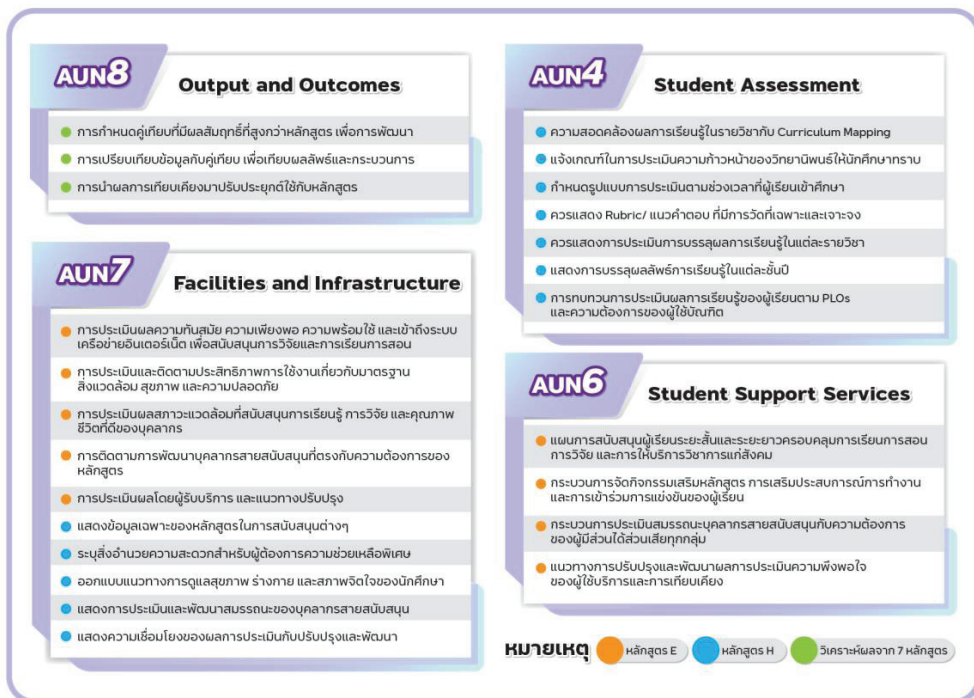 AUN8
Output and Outcomes
การกำหนดคู่เทียบที่มีผลสัมฤทธิ์ที่สูงกว่าหลักสูตร เพื่อการพัฒนา
การเปรียบเทียบข้อมูลกับคู่เทียบ เพื่อเทียบผลลัพธ์และกระบวนการ
การนำผลการเทียบเคียงมาปรับประยุกต์ใช้กับหลักสูตร
AUN7
Facilities and Infrastructure
การประเมินผลความทันสมัย ความเพียงพอ ความพร้อมใช้ และเข้าถึงระบบ
เครือข่ายอินเตอร์เน็ต เพื่อสนับสนุนการวิจัยและการเรียนการสอน
การประเมินและติดตามประสิทธิภาพการใช้งานเกี่ยวกับมาตรฐาน
สิ่งแวดล้อม สุขภาพ และความปลอดภัย
การประเมินผลสภาวะแวดล้อมที่สนับสนุนการเรียนรู้ การวิจัย และคุณภาพ
ชีวิตที่ดีของบุคลากร
การติดตามการพัฒนาบุคลากรสายสนับสนุนที่ตรงกับความต้องการของ
หลักสูตร
การประเมินผลโดยผู้รับบริการ และแนวทางปรับปรุง
แสดงข้อมูลเฉพาะของหลักสูตรในการสนับสนุนต่างๆ
ระบุสิ่งอำนวยความสะดวกสำหรับผู้ต้องการความช่วยเหลือพิเศษ
ออกแบบแนวทางการดูแลสุขภาพ ร่างกาย และสภาพจิตใจของนักศึกษา
แสดงการประเมินและพัฒนาสมรรถนะของบุคลากรสายสนับสนุน
แสดงความเชื่อมโยงของผลการประเมินกับปรับปรุงและพัฒนา
AUN4
Student Assessment
ความสอดคล้องผลการเรียนรู้ในรายวิชากับ Curriculum Mapping
แจ้งเกณฑ์ในการประเมินความก้าวหน้าของวิทยานิพนธ์ให้นักศึกษาทราบ
กำหนดรูปแบบการประเมินตามช่วงเวลาที่ผู้เรียนเข้าศึกษา
ควรแสดง Rubric/ แนวคำตอบ ที่มีการวัดที่เฉพาะและเจาะจง
ควรแสดงการประเมินการบรรลุผลการเรียนรู้ในแต่ละรายวิชา
แสดงการบรรลุผลลัพธ์การเรียนรู้ในแต่ละชั้นปี
การทบทวนการประเมินผลการเรียนรู้ของผู้เรียนตาม PLOs
และความต้องการของผู้ใช้บัณฑิต
AUN6
Student Support Services
แผนการสนับสนุนผู้เรียนระยะสั้นและระยะยาวครอบคลุมการเรียนการสอน
การวิจัย และการให้บริการวิชาการแก่สังคม
กระบวนการจัดกิจกรรมเสริมหลักสูตร การเสริมประสบการณ์การทำงาน
และการเข้าร่วมการแข่งขันของผู้เรียน
กระบวนการประเมินสมรรถนะบุคลากรสายสนับสนุนกับความต้องการ
ของผู้มีส่วนได้ส่วนเสียทุกกลุ่ม
แนวทางการปรับปรุงและพัฒนาผลการประเมินความพึงพอใจ
ของผู้ใช้บริการและการเทียบเคียง
หมายเหตุ หลักสูตร E หลักสูตร H วิเคราะห์ผลจาก 7 หลักสูตร